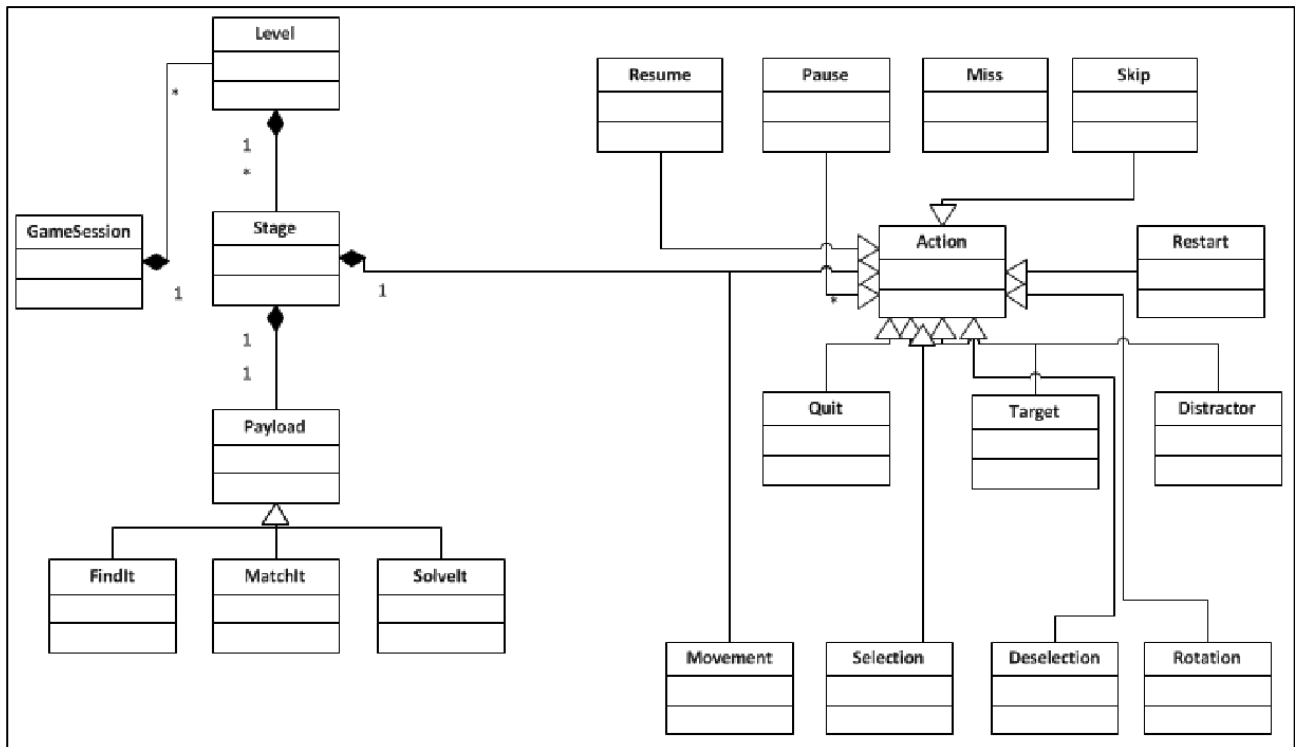 Level
Resume
Pause
Miss
Skip
*
1
*
GameSession
Stage
Action
Restart
1
1
*
1
1
Payload
Quit
Target
Distractor
FindIt
MatchIt
SolveIt
Movement
Selection
Deselection
Rotation